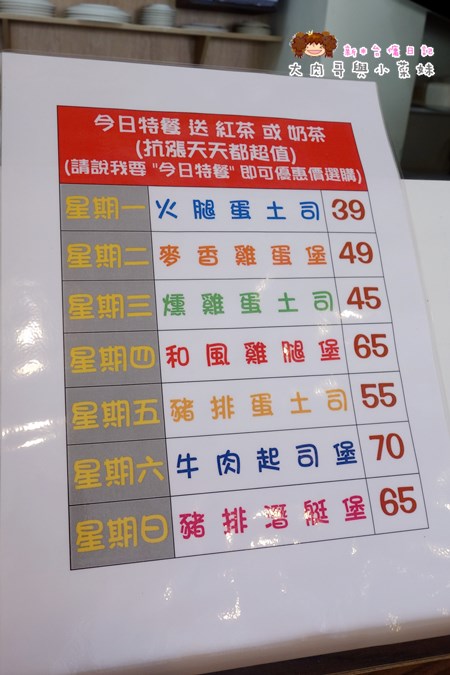 新*食傷日記
大肉哥與小菜妹
今日特餐 送 紅茶 或 奶茶
(抗漲天天都超值)
(請說我要 "今日特餐" 即可優惠價選購)
星期一 火腿蛋土司 39
星期二 麥香雞蛋堡 49
星期三 燻雞蛋土司 45
星期四 和風雞腿堡 65
星期五 豬排蛋土司 55
星期六 牛肉起司堡 70
星期日 豬排潛艇堡 65